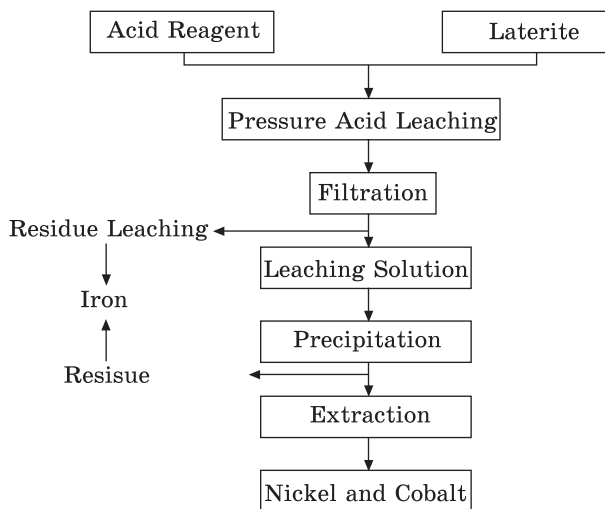 Acid Reagent
Laterite
Pressure Acid Leaching
Filtration
Residue Leaching
Leaching Solution
Iron
Precipitation
Resisue
Extraction
Nickel and Cobalt